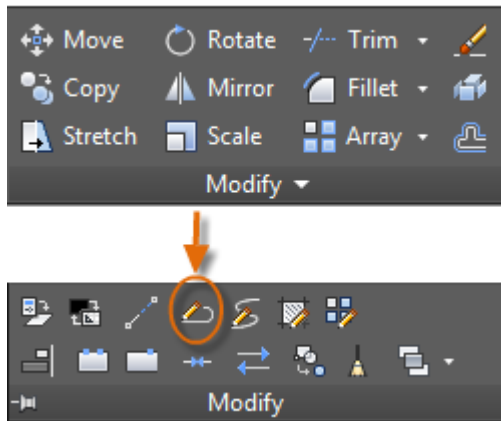 Move Rotate Trim
Copy Mirror Fillet
Stretch Scale Array
Modify
Modify